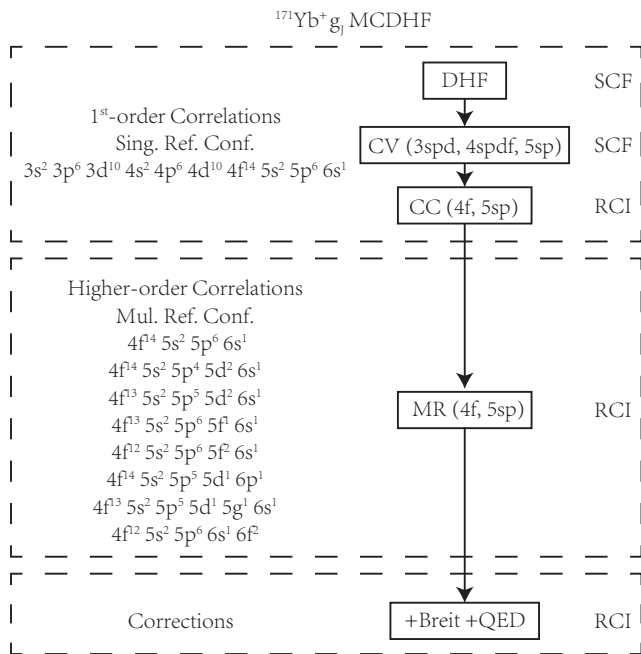 ¹⁷¹Yb⁺ g_J MCDHF
DHF SCF
1ˢᵗ-order Correlations
Sing. Ref. Conf.
3s² 3p⁶ 3d¹⁰ 4s² 4p⁶ 4d¹⁰ 4f¹⁴ 5s² 5p⁶ 6s¹
CV (3spd, 4spdf, 5sp) SCF
CC (4f, 5sp) RCI
Higher-order Correlations
Mul. Ref. Conf.
4f¹⁴ 5s² 5p⁶ 6s¹
4f¹⁴ 5s² 5p⁴ 5d² 6s¹
4f¹³ 5s² 5p⁵ 5d² 6s¹
4f¹³ 5s² 5p⁶ 5f¹ 6s¹
4f¹² 5s² 5p⁶ 5f² 6s¹
4f¹⁴ 5s² 5p⁵ 5d¹ 6p¹
4f¹³ 5s² 5p⁵ 5d¹ 5g¹ 6s¹
4f¹² 5s² 5p⁶ 6s¹ 6f²
MR (4f, 5sp) RCI
Corrections +Breit +QED RCI